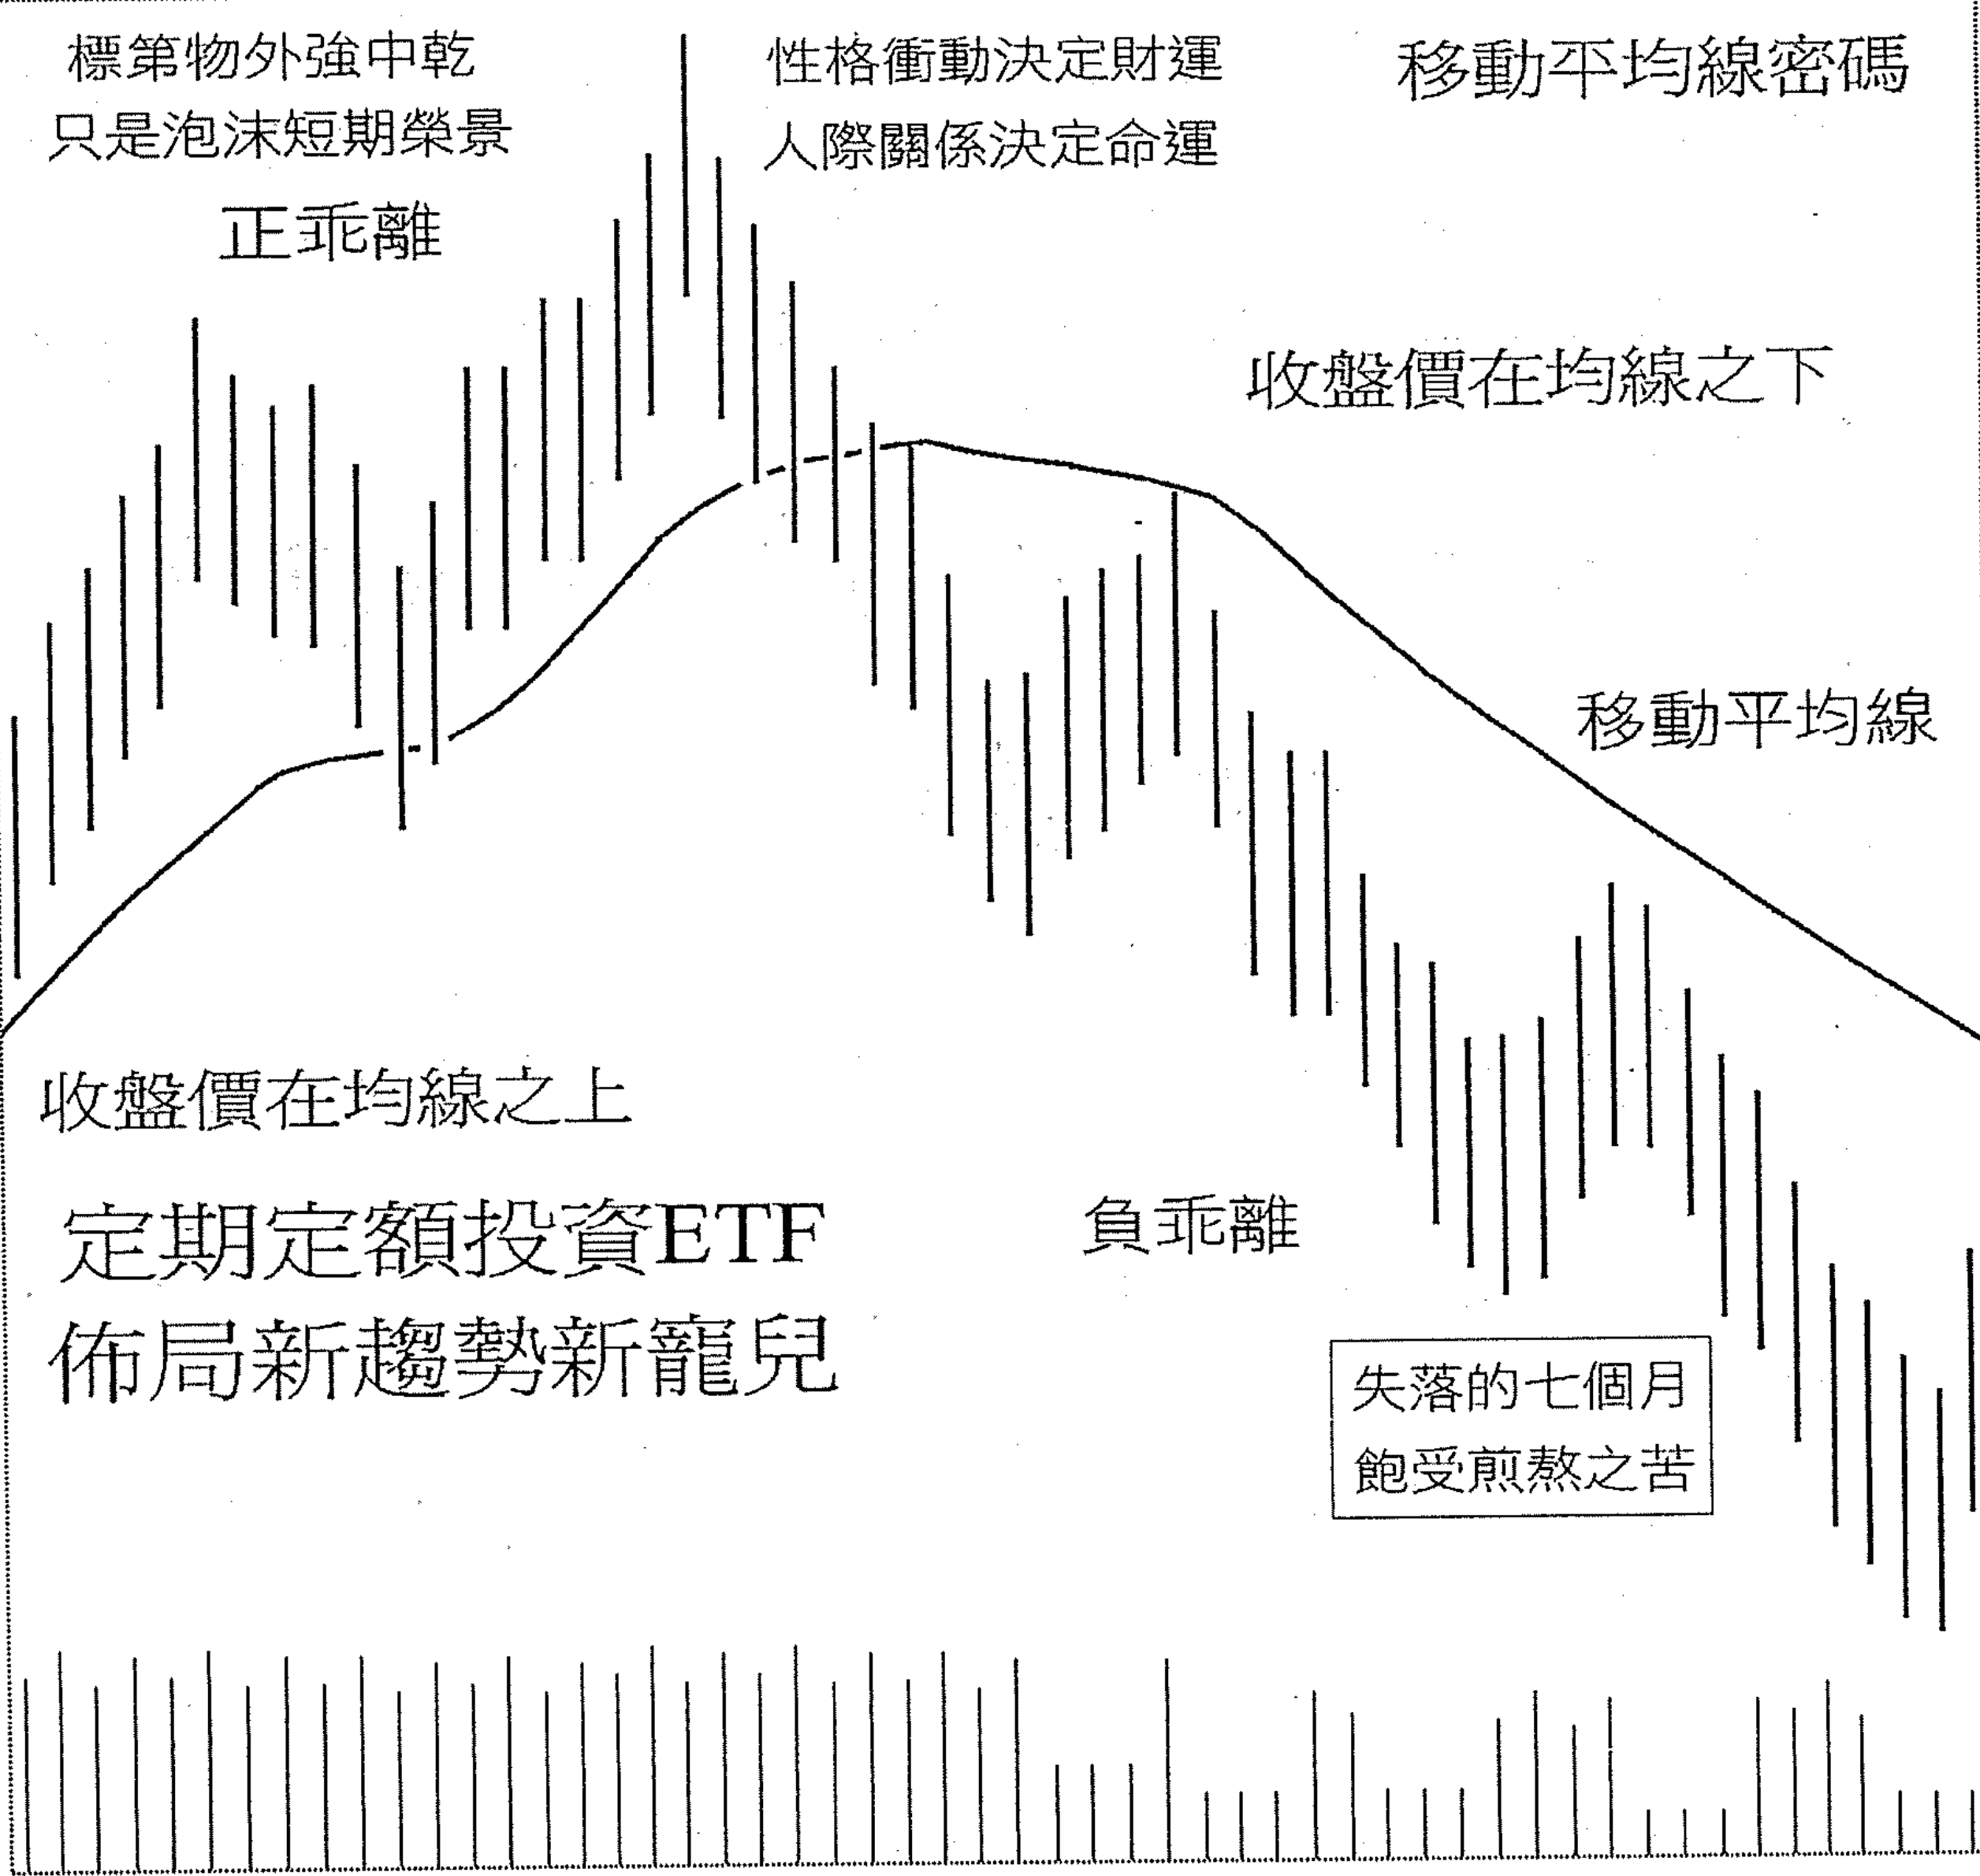 標第物外強中乾
只是泡沫短期榮景
正乖離
性格衝動決定財運
人際關係決定命運
移動平均線密碼
收盤價在均線之下
移動平均線
收盤價在均線之上
定期定額投資ETF
佈局新趨勢新寵兒
負乖離
失落的七個月
飽受煎熬之苦